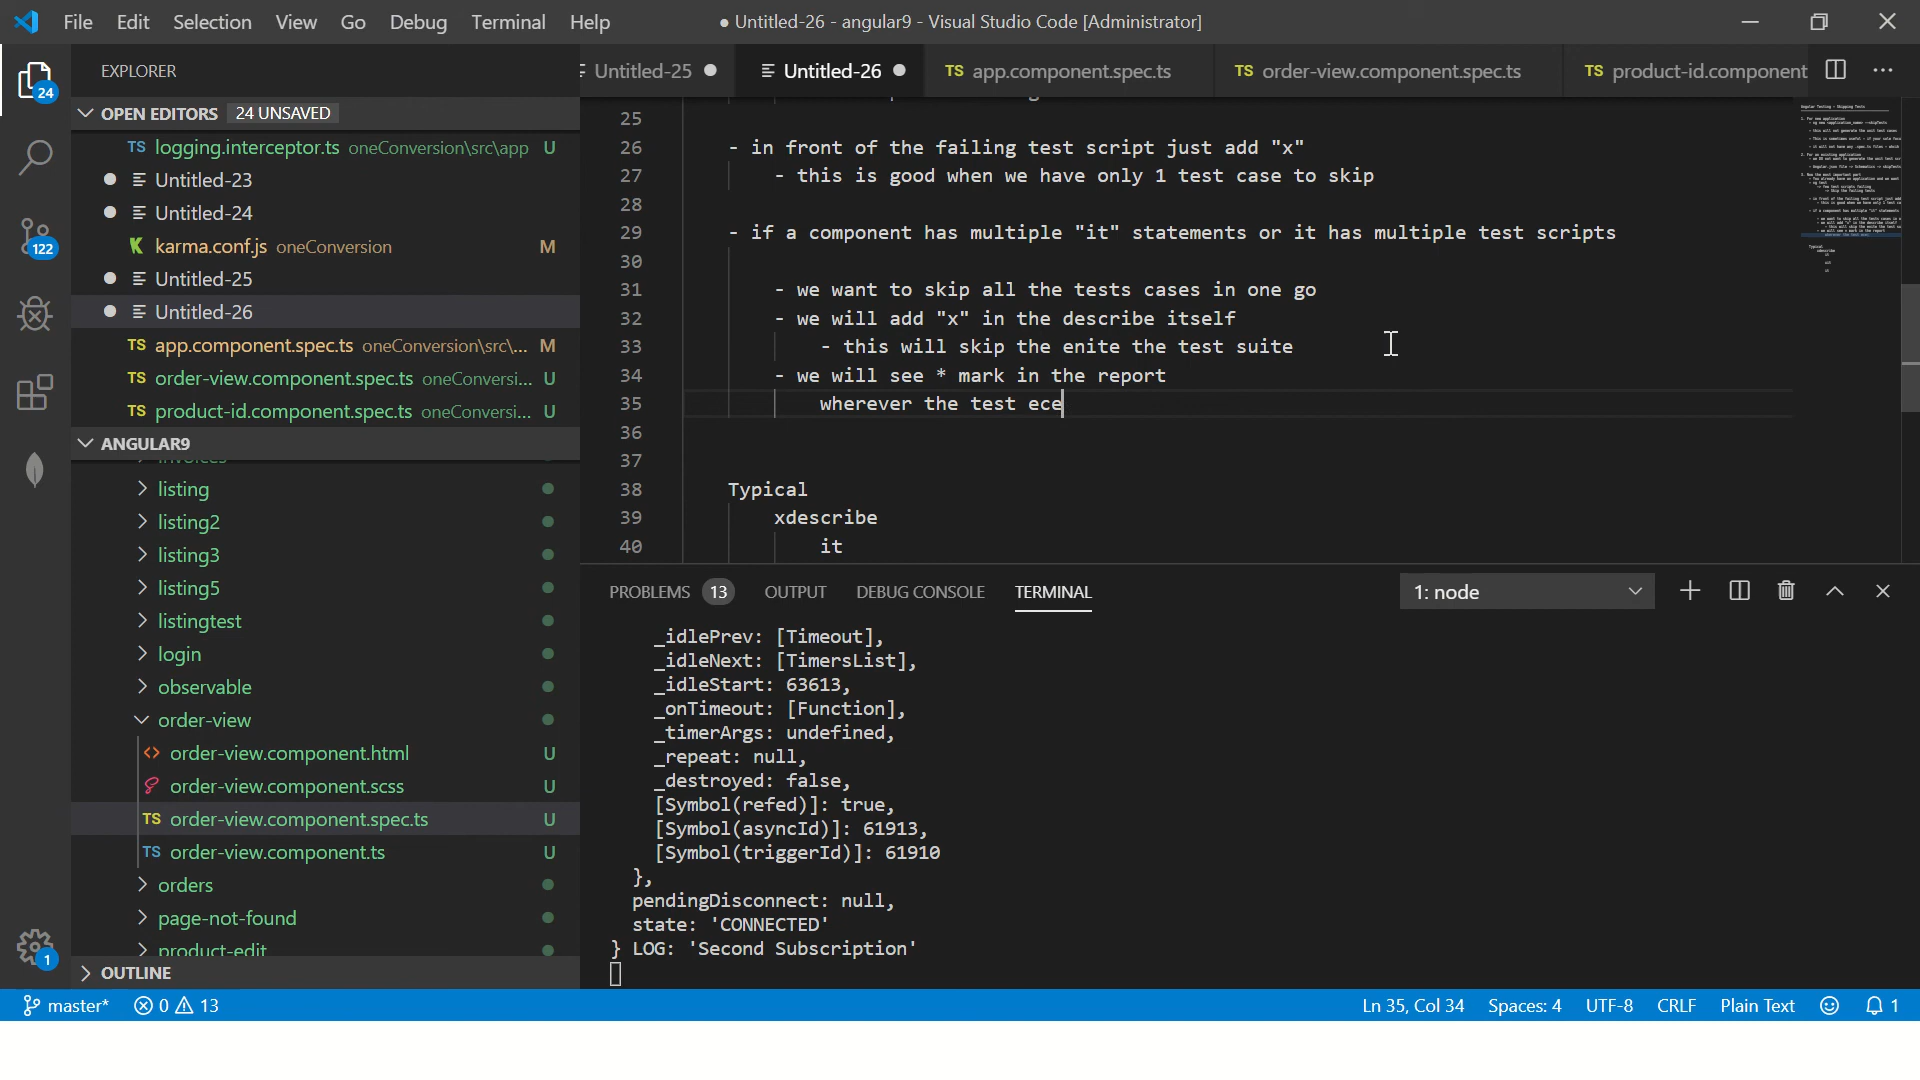 File Edit Selection View Go Debug Terminal Help
● Untitled-26 - angular9 - Visual Studio Code [Administrator]
EXPLORER
Untitled-25
Untitled-26
TS app.component.spec.ts
TS order-view.component.spec.ts
TS product-id.component
24
OPEN EDITORS 24 UNSAVED
TS logging.interceptor.ts oneConversion\src\app U
Untitled-23
Untitled-24
karma.conf.js oneConversion M
Untitled-25
Untitled-26
TS app.component.spec.ts oneConversion\src\... M
TS order-view.component.spec.ts oneConversi... U
TS product-id.component.spec.ts oneConversi... U
122
ANGULAR9
invoices
listing
listing2
listing3
listing5
listingtest
login
observable
order-view
order-view.component.html U
order-view.component.scss U
TS order-view.component.spec.ts U
TS order-view.component.ts U
orders
page-not-found
product-edit
OUTLINE
1
25
26 - in front of the failing test script just add "x"
27 - this is good when we have only 1 test case to skip
28
29 - if a component has multiple "it" statements or it has multiple test scripts
30
31 - we want to skip all the tests cases in one go
32 - we will add "x" in the describe itself
33 - this will skip the enite the test suite
34 - we will see * mark in the report
35 wherever the test ece
36
37
38 Typical
39 xdescribe
40 it
PROBLEMS 13 OUTPUT DEBUG CONSOLE TERMINAL
1: node
_idlePrev: [Timeout],
_idleNext: [TimersList],
_idleStart: 63613,
_onTimeout: [Function],
_timerArgs: undefined,
_repeat: null,
_destroyed: false,
[Symbol(refed)]: true,
[Symbol(asyncId)]: 61913,
[Symbol(triggerId)]: 61910
},
pendingDisconnect: null,
state: 'CONNECTED'
} LOG: 'Second Subscription'
master* 0 13
Ln 35, Col 34 Spaces: 4 UTF-8 CRLF Plain Text 1